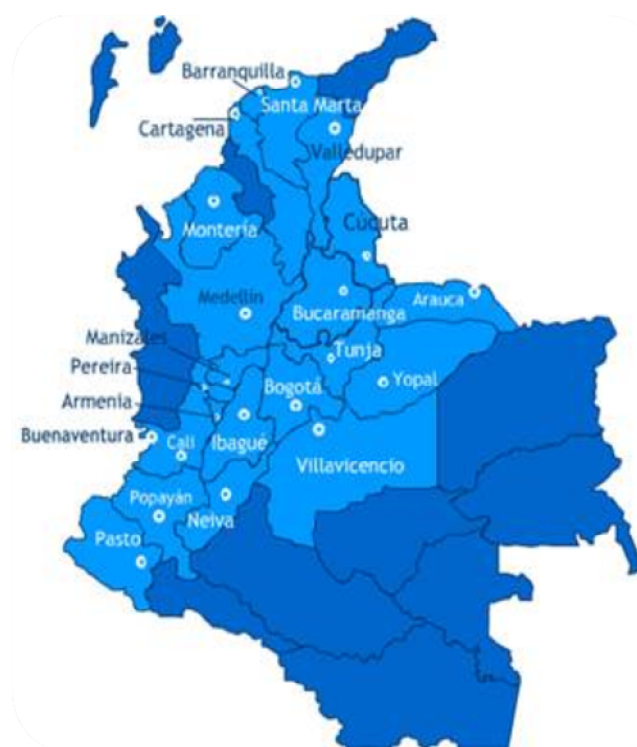 Barranquilla
Santa Marta
Cartagena
Valledupar
Cúcuta
Montería
Medellín
Bucaramanga
Arauca
Manizales
Tunja
Pereira
Bogotá
Yopal
Armenia
Buenaventura
Cali
Ibagué
Villavicencio
Popayán
Neiva
Pasto